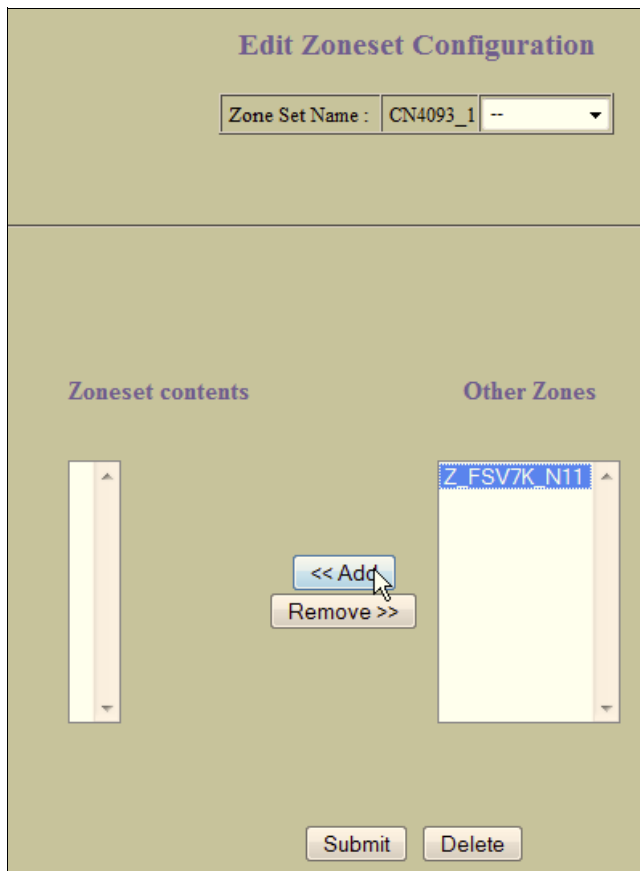 Edit Zoneset Configuration
Zone Set Name : CN4093_1 --
Zoneset contents Other Zones
Z_FSV7K_N11
<< Add
Remove >>
Submit Delete